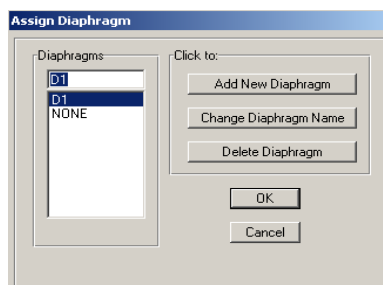 Assign Diaphragm
Diaphragms
D1
D1
NONE
Click to:
Add New Diaphragm
Change Diaphragm Name
Delete Diaphragm
OK
Cancel